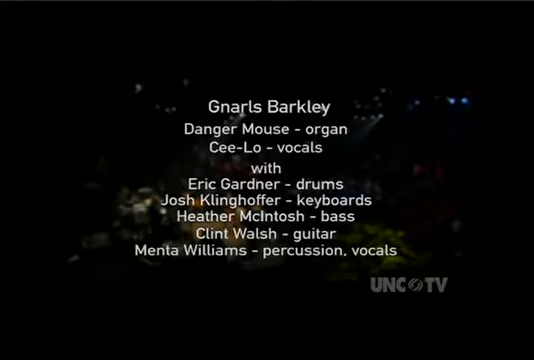 Gnarls Barkley
Danger Mouse - organ
Cee-Lo - vocals
with
Eric Gardner - drums
Josh Klinghoffer - keyboards
Heather McIntosh - bass
Clint Walsh - guitar
Menta Williams - percussion, vocals
UNC TV